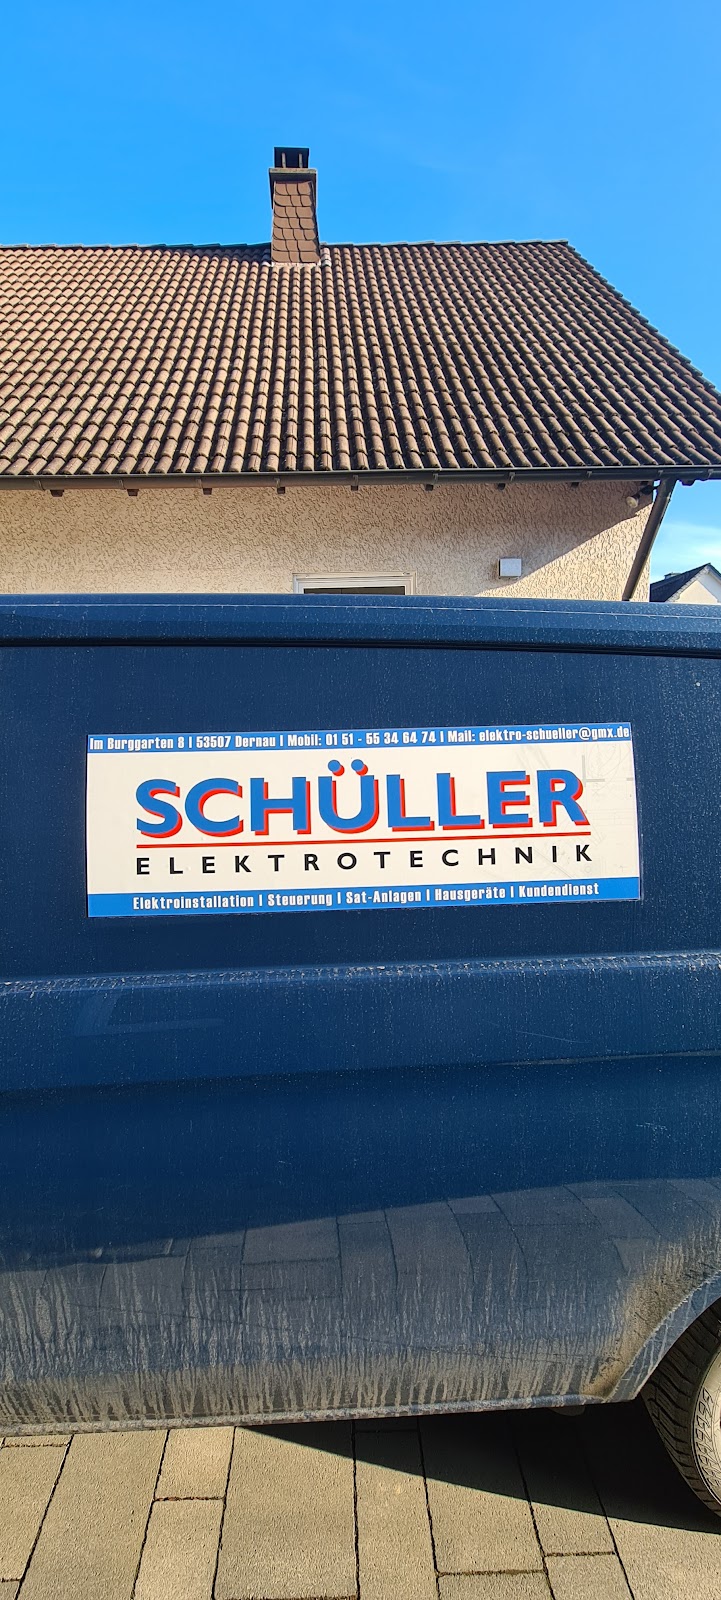 Im Burggarten 8 | 53507 Dernau | Mobil: 01 51 - 55 34 64 74 | Mail: elektro-schueller@gmx.de
SCHÜLLER
ELEKTROTECHNIK
Elektroinstallation | Steuerung | Sat-Anlagen | Hausgeräte | Kundendienst